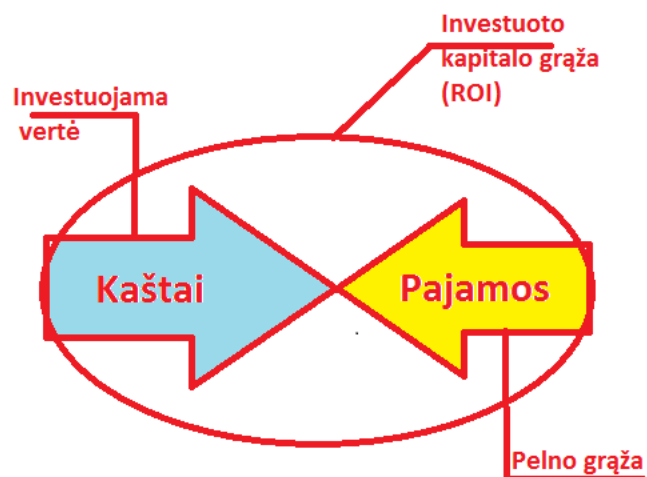 Investuoto
kapitalo grąža
(ROI)
Investuojama
vertė
Kaštai
Pajamos
Pelno grąža